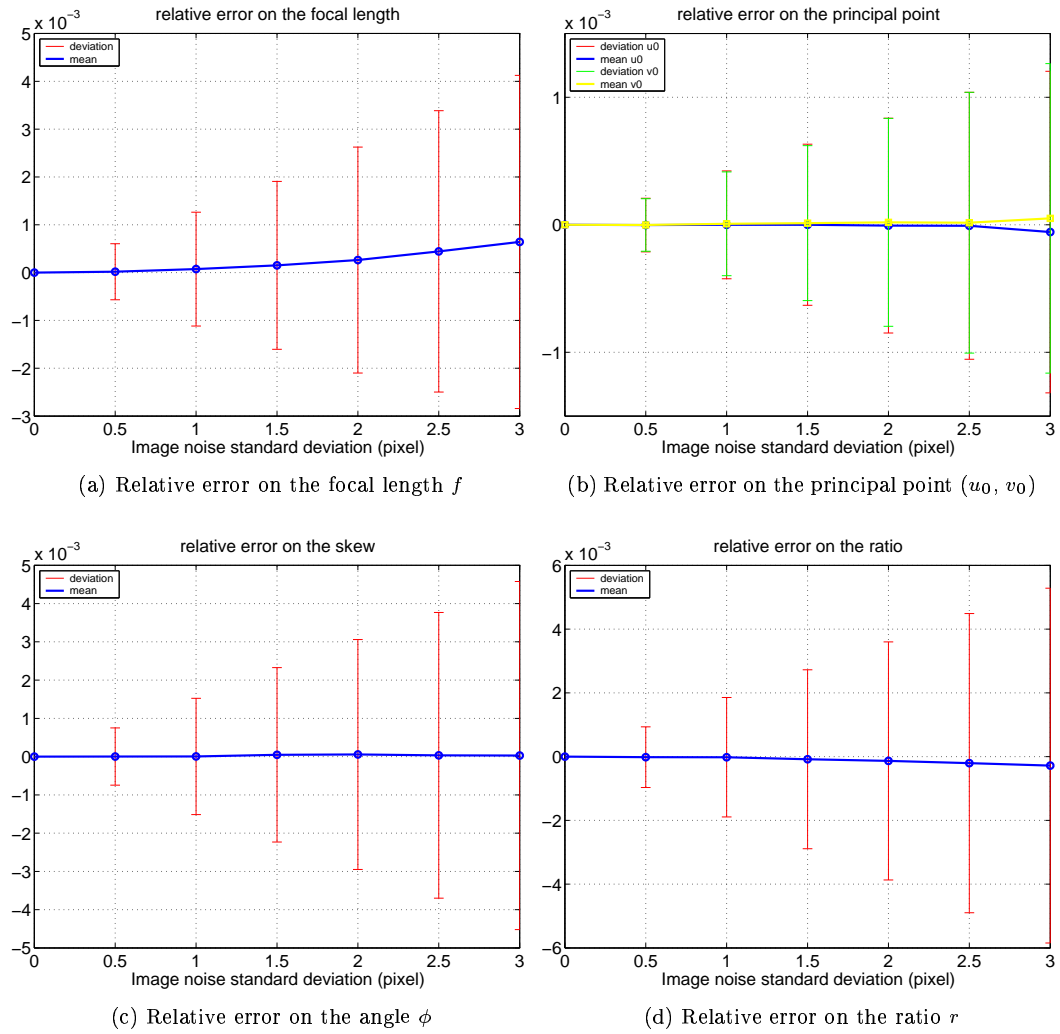 relative error on the focal length
x 10⁻³
deviation
mean
5
4
3
2
1
0
−1
−2
−3
0 0.5 1 1.5 2 2.5 3
Image noise standard deviation (pixel)
(a) Relative error on the focal length f
relative error on the principal point
x 10⁻³
deviation u0
mean u0
deviation v0
mean v0
1
0
−1
0 0.5 1 1.5 2 2.5 3
Image noise standard deviation (pixel)
(b) Relative error on the principal point (u₀, v₀)
relative error on the skew
x 10⁻³
deviation
mean
5
4
3
2
1
0
−1
−2
−3
−4
−5
0 0.5 1 1.5 2 2.5 3
Image noise standard deviation (pixel)
(c) Relative error on the angle ϕ
relative error on the ratio
x 10⁻³
deviation
mean
6
4
2
0
−2
−4
−6
0 0.5 1 1.5 2 2.5 3
Image noise standard deviation (pixel)
(d) Relative error on the ratio r